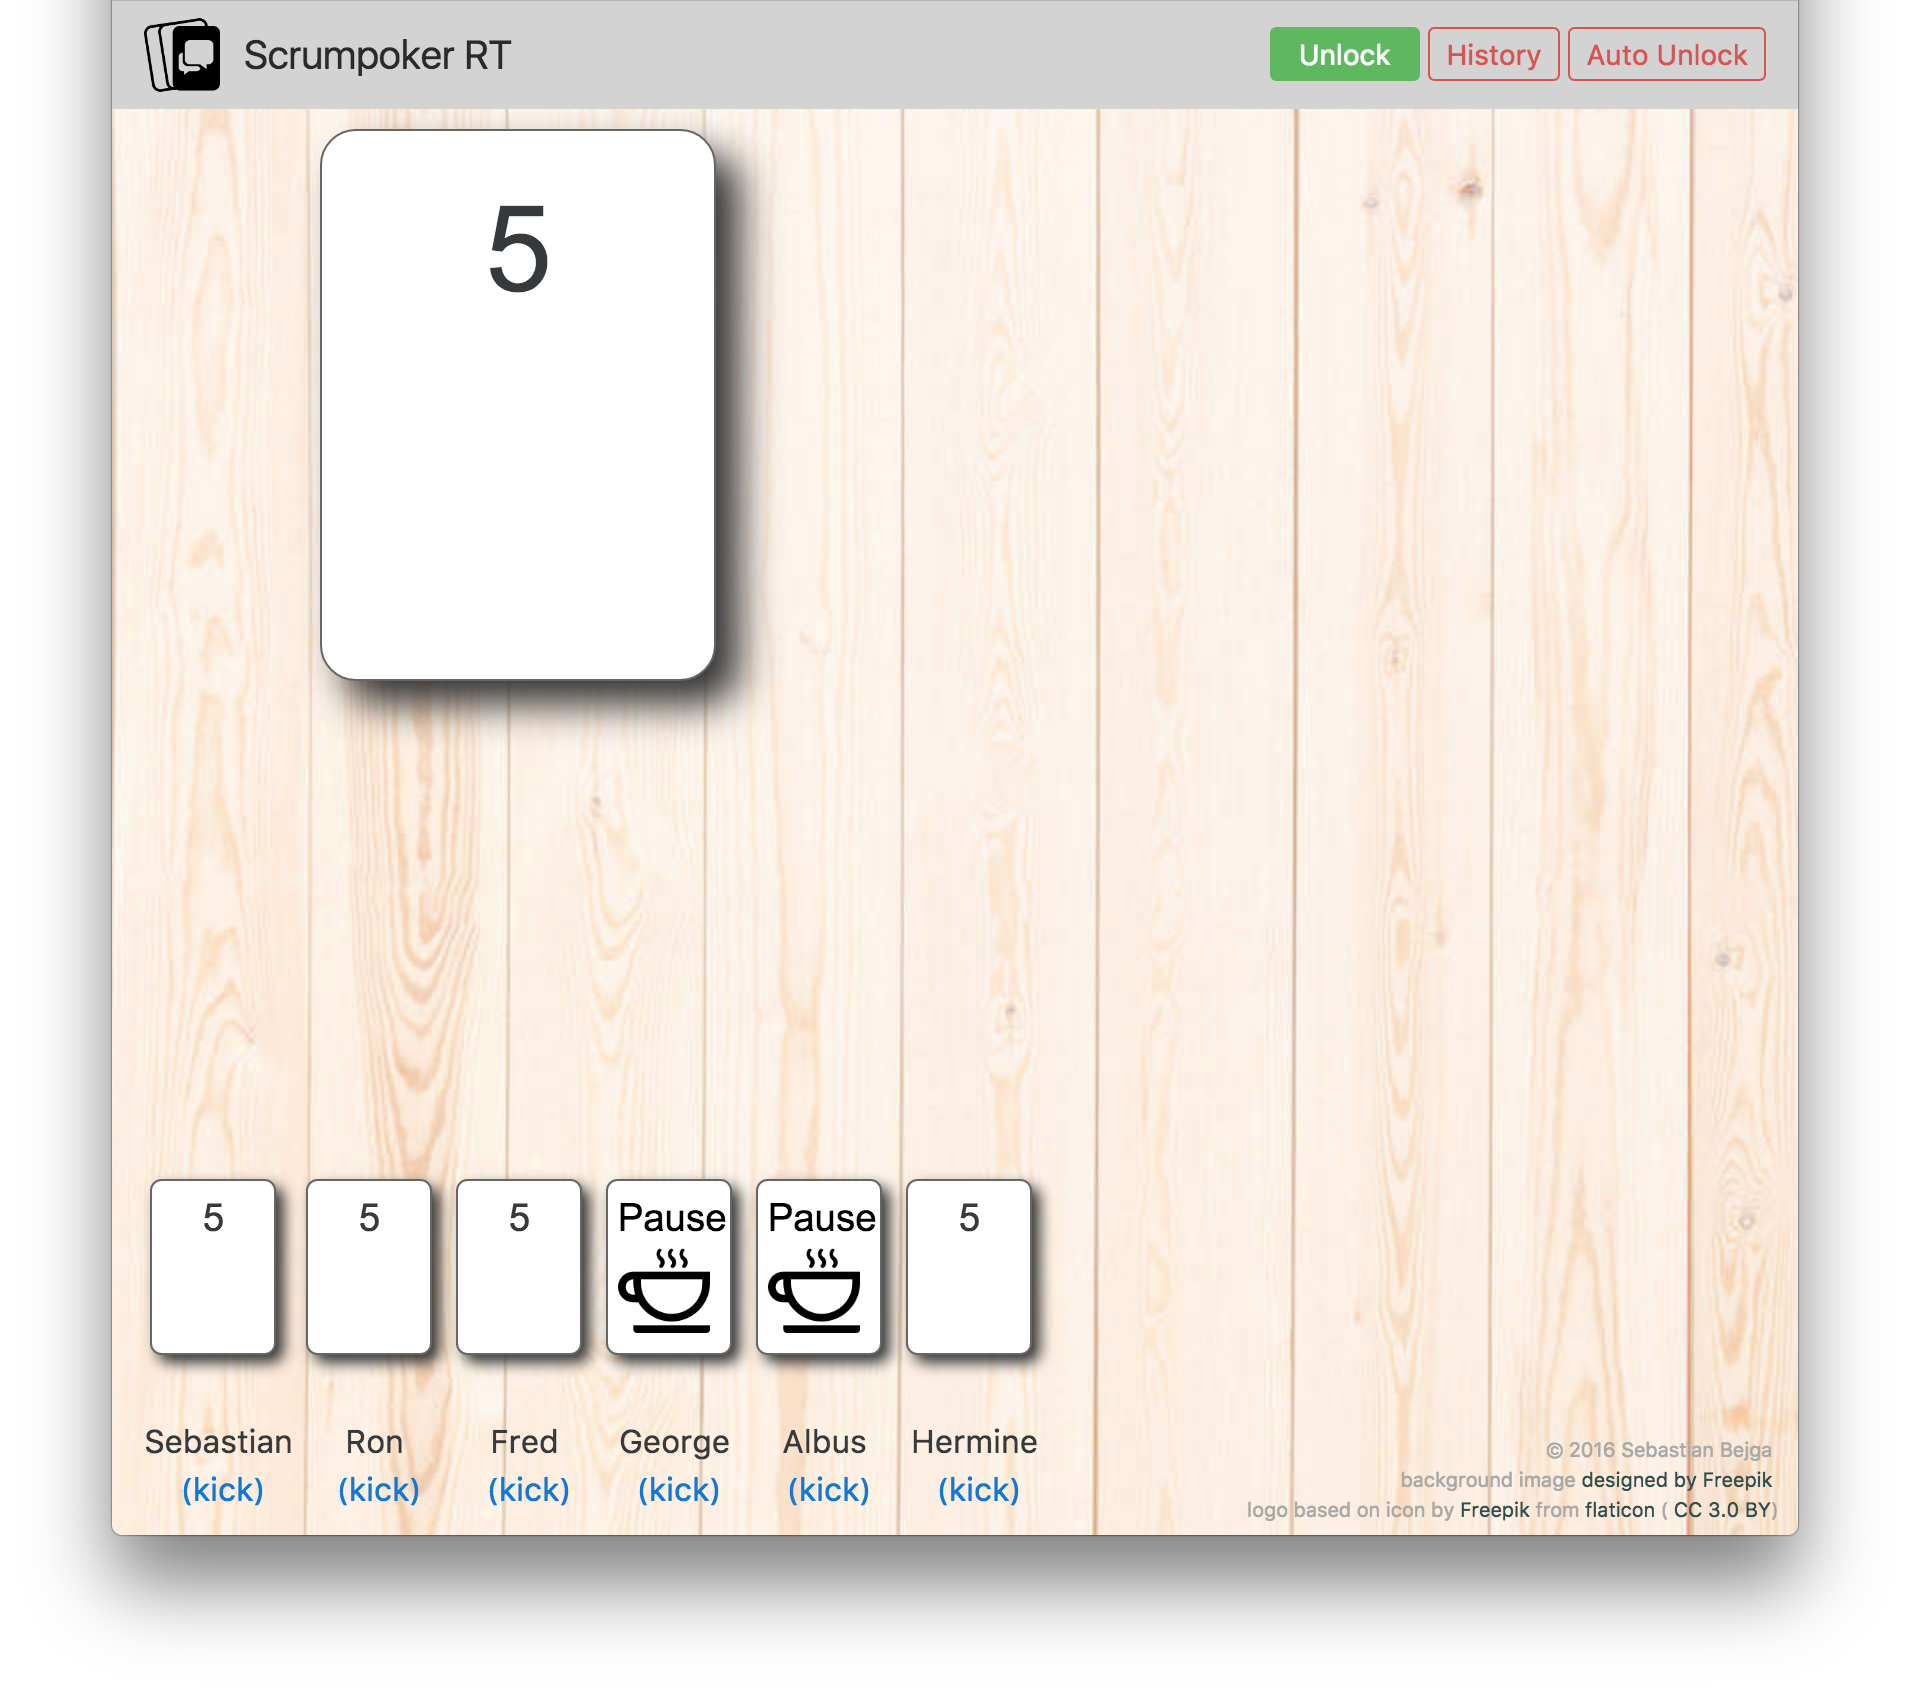 Scrumpoker RT
Unlock History Auto Unlock
5
5 5 5 Pause Pause 5
Sebastian Ron Fred George Albus Hermine
(kick) (kick) (kick) (kick) (kick) (kick)
© 2016 Sebastian Bejga
background image designed by Freepik
logo based on icon by Freepik from flaticon ( CC 3.0 BY)